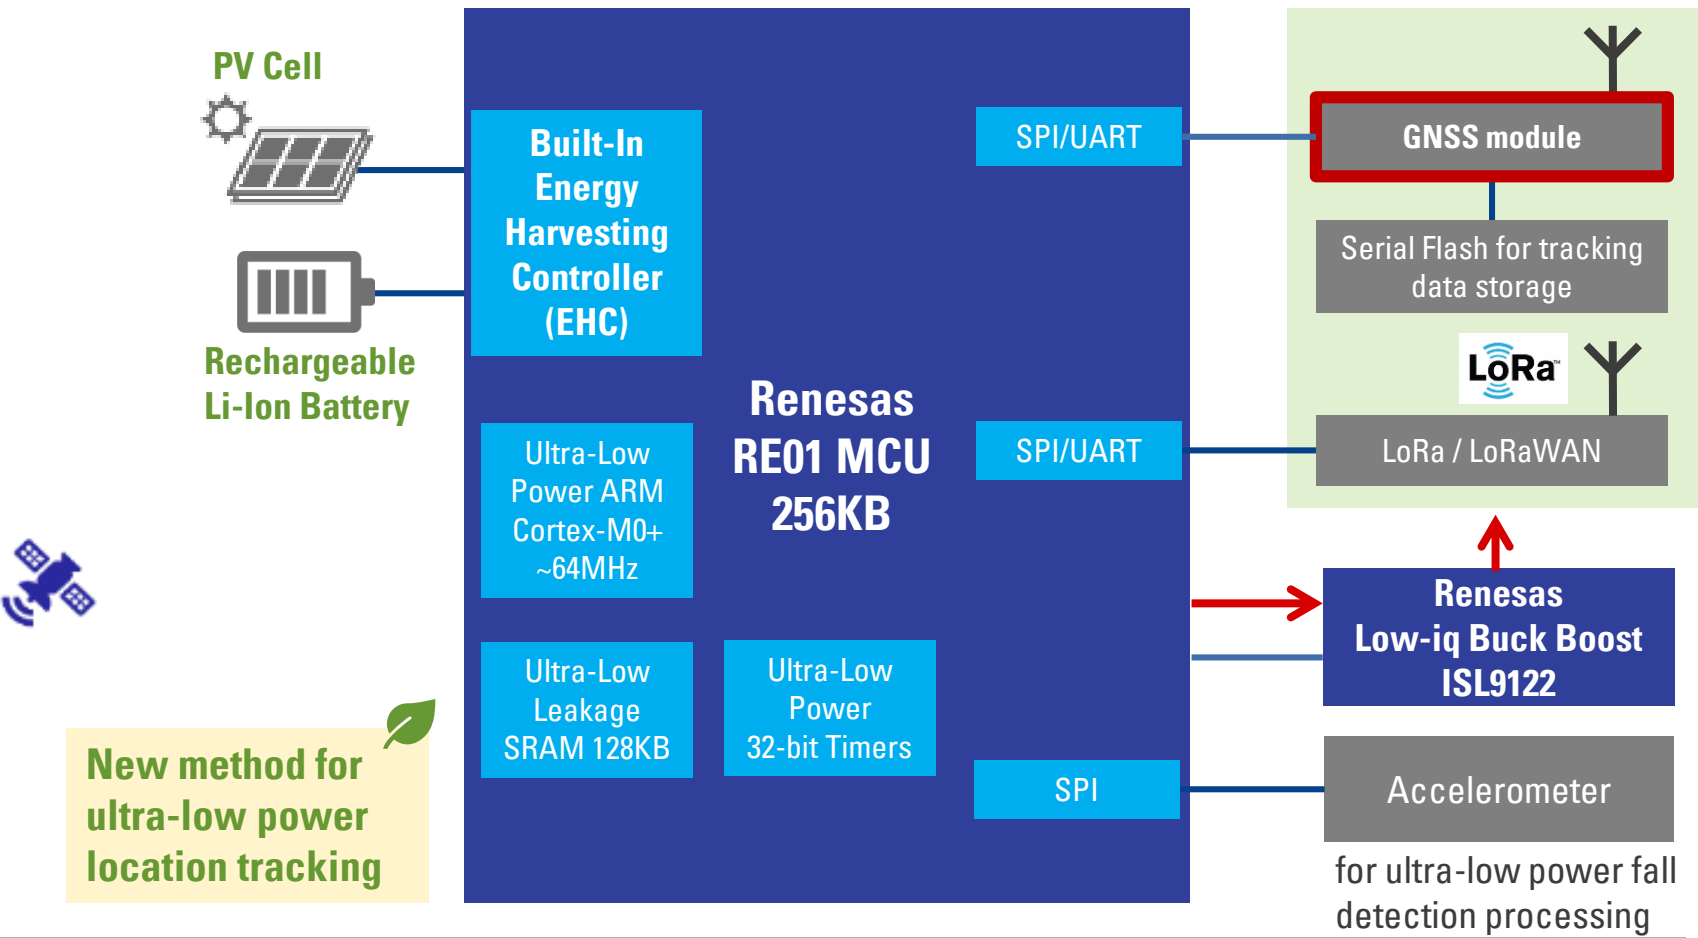 PV Cell
Rechargeable
Li-Ion Battery
New method for
ultra-low power
location tracking
Built-In
Energy
Harvesting
Controller
(EHC)
Ultra-Low
Power ARM
Cortex-M0+
~64MHz
Ultra-Low
Leakage
SRAM 128KB
Ultra-Low
Power
32-bit Timers
Renesas
RE01 MCU
256KB
SPI/UART
SPI/UART
SPI
GNSS module
Serial Flash for tracking
data storage
LoRa™
LoRa / LoRaWAN
Renesas
Low-iq Buck Boost
ISL9122
Accelerometer
for ultra-low power fall
detection processing